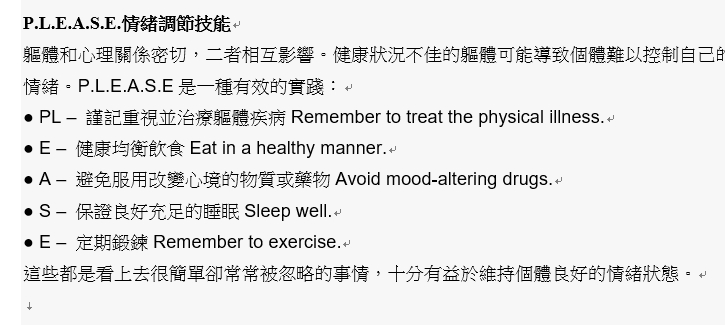 P.L.E.A.S.E.情緒調節技能
軀體和心理關係密切，二者相互影響。健康狀況不佳的軀體可能導致個體難以控制自己的
情緒。P.L.E.A.S.E 是一種有效的實踐：
● PL – 謹記重視並治療軀體疾病 Remember to treat the physical illness.
● E – 健康均衡飲食 Eat in a healthy manner.
● A – 避免服用改變心境的物質或藥物 Avoid mood-altering drugs.
● S – 保證良好充足的睡眠 Sleep well.
● E – 定期鍛鍊 Remember to exercise.
這些都是看上去很簡單卻常常被忽略的事情，十分有益於維持個體良好的情緒狀態。